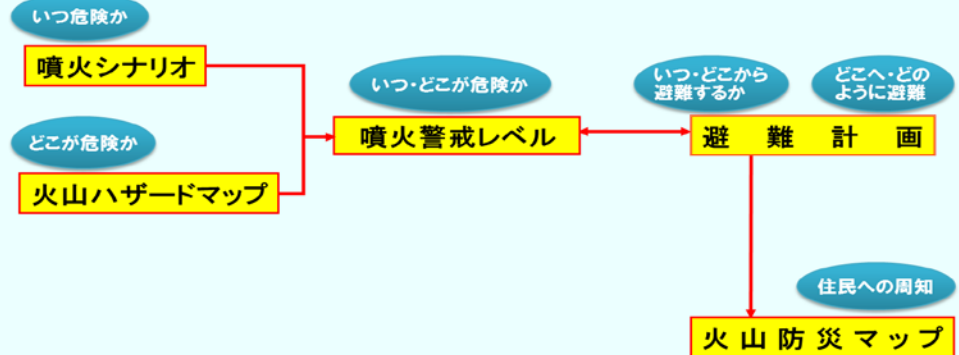 いつ危険か
噴火シナリオ
どこが危険か
火山ハザードマップ
いつ・どこが危険か
噴火警戒レベル
いつ・どこから
避難するか
どこへ・どの
ように避難
避難計画
住民への周知
火山防災マップ